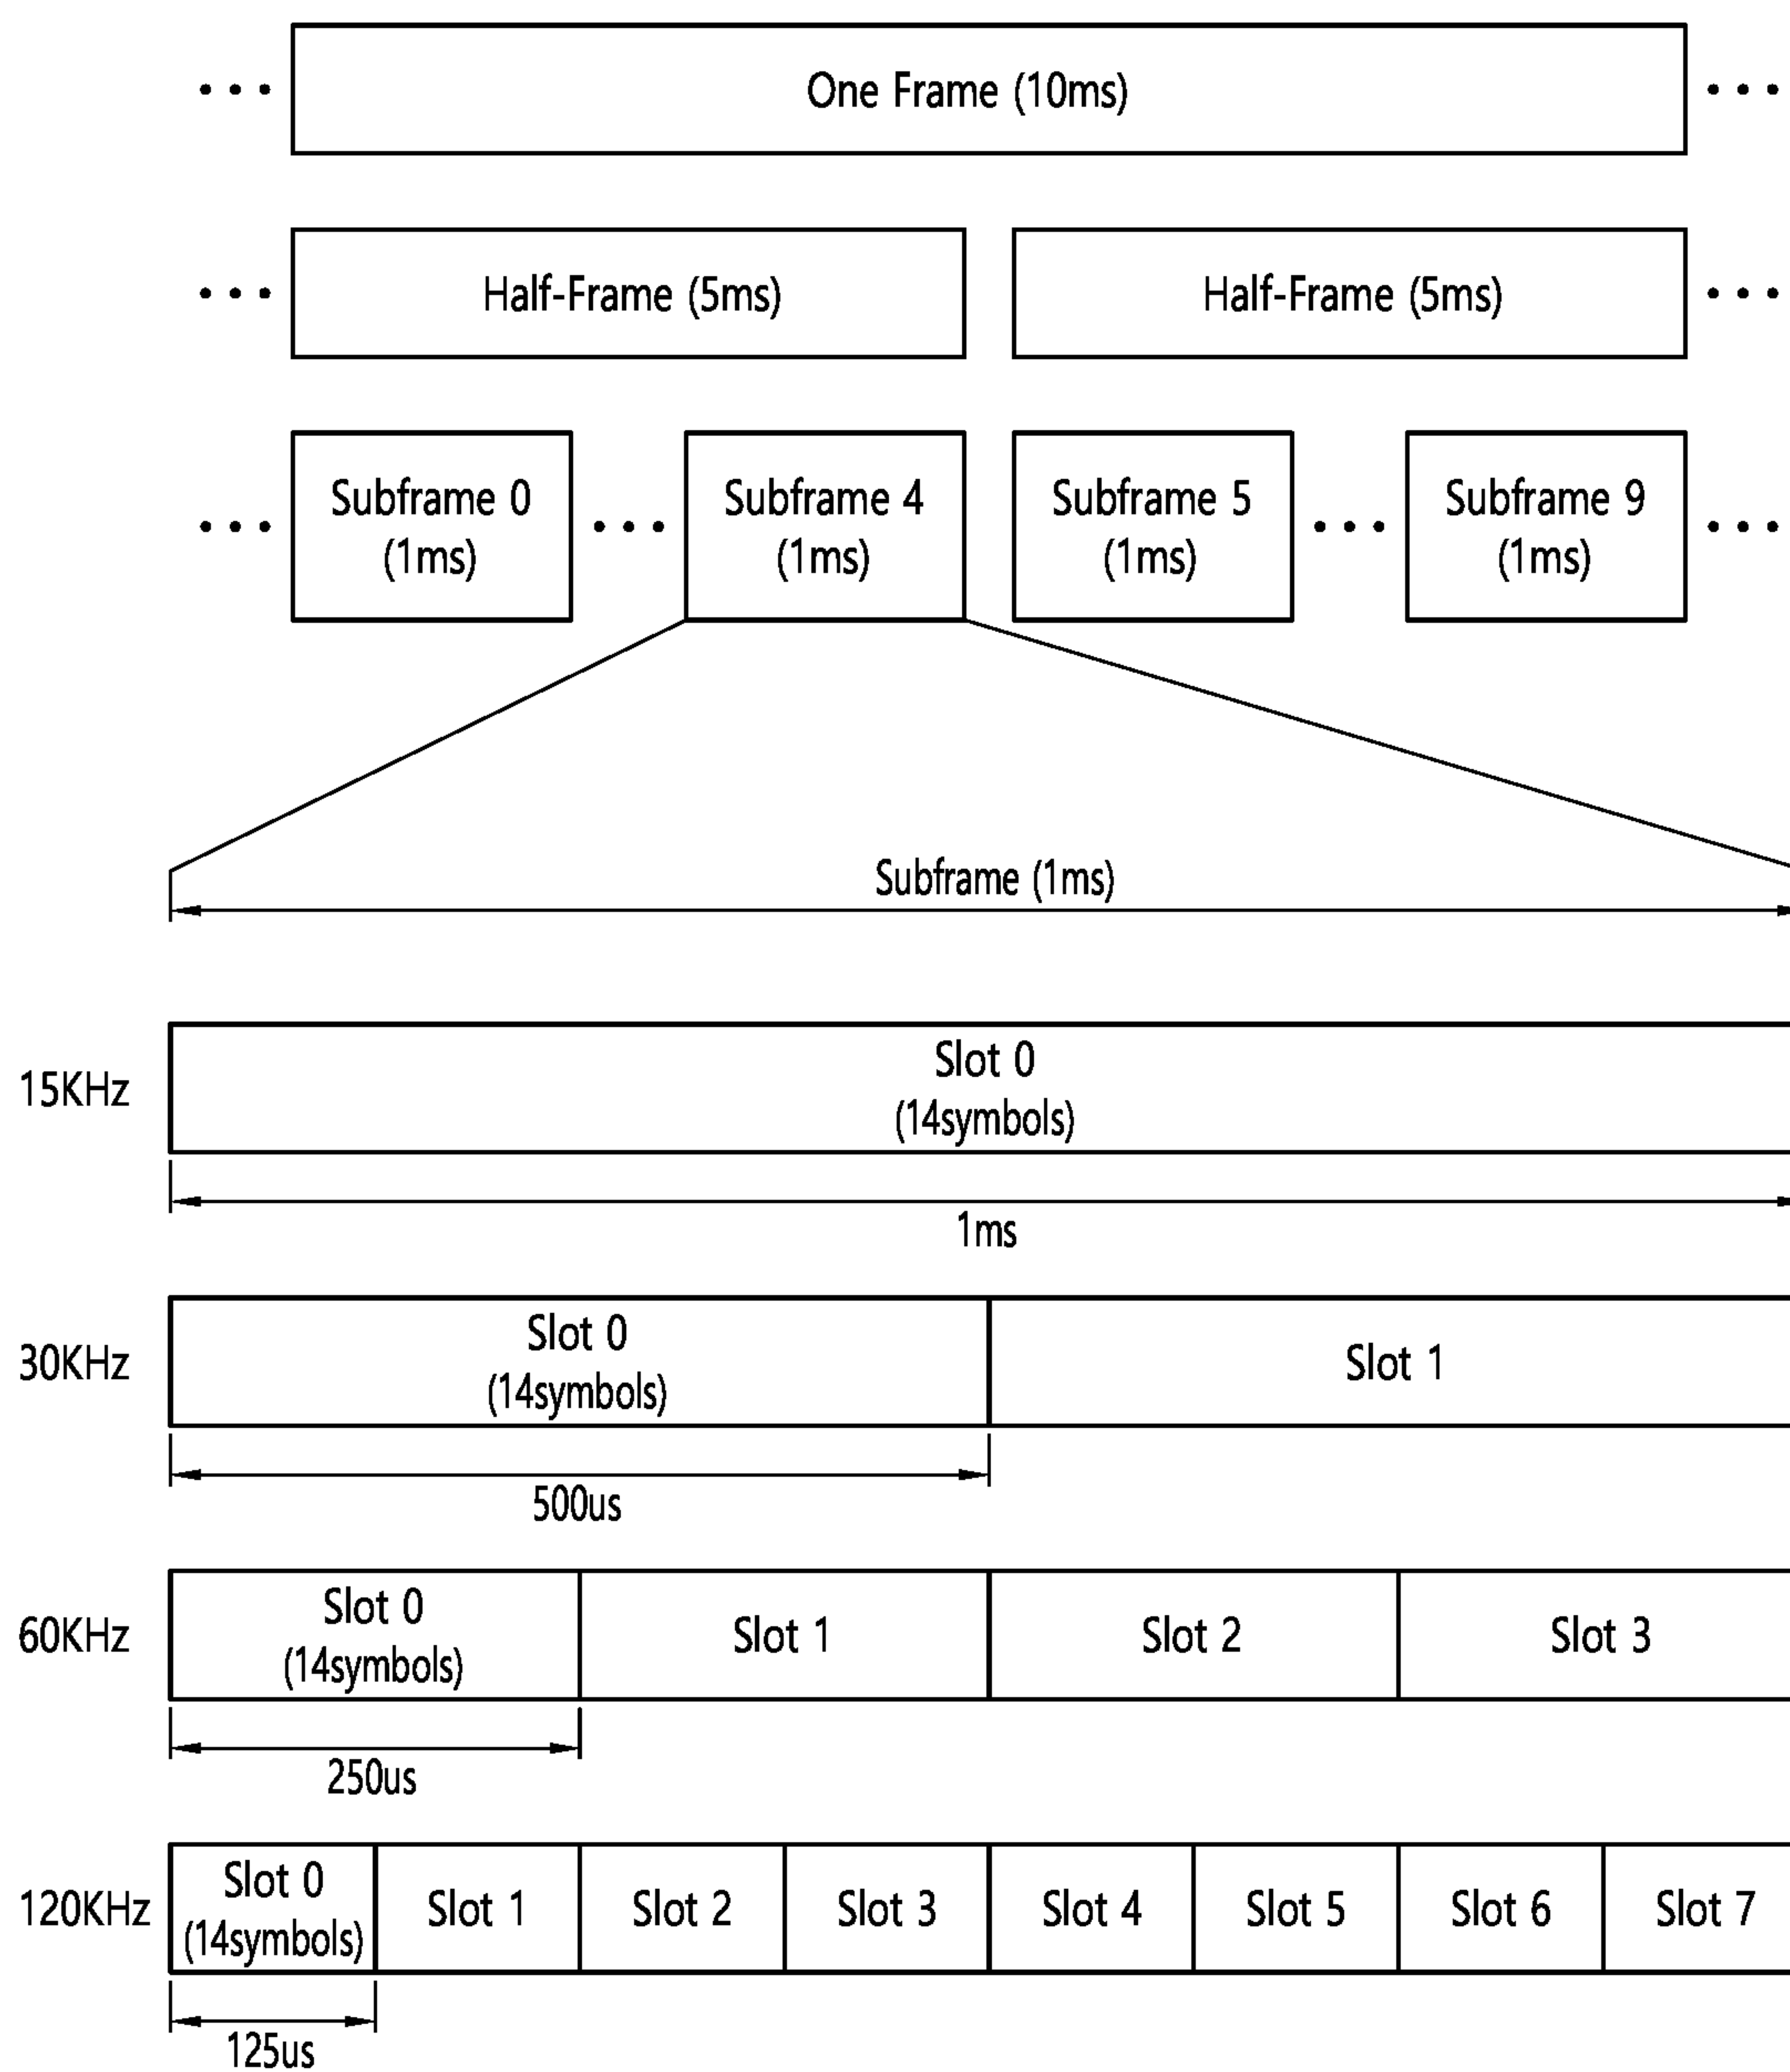 One Frame (10ms)
Half-Frame (5ms) Half-Frame (5ms)
Subframe 0 Subframe 4 Subframe 5 Subframe 9
(1ms) (1ms) (1ms) (1ms)
Subframe (1ms)
15KHz
Slot 0
(14symbols)
1ms
30KHz
Slot 0
(14symbols)
Slot 1
500us
60KHz
Slot 0
(14symbols)
Slot 1 Slot 2 Slot 3
250us
120KHz
Slot 0
(14symbols)
Slot 1 Slot 2 Slot 3 Slot 4 Slot 5 Slot 6 Slot 7
125us